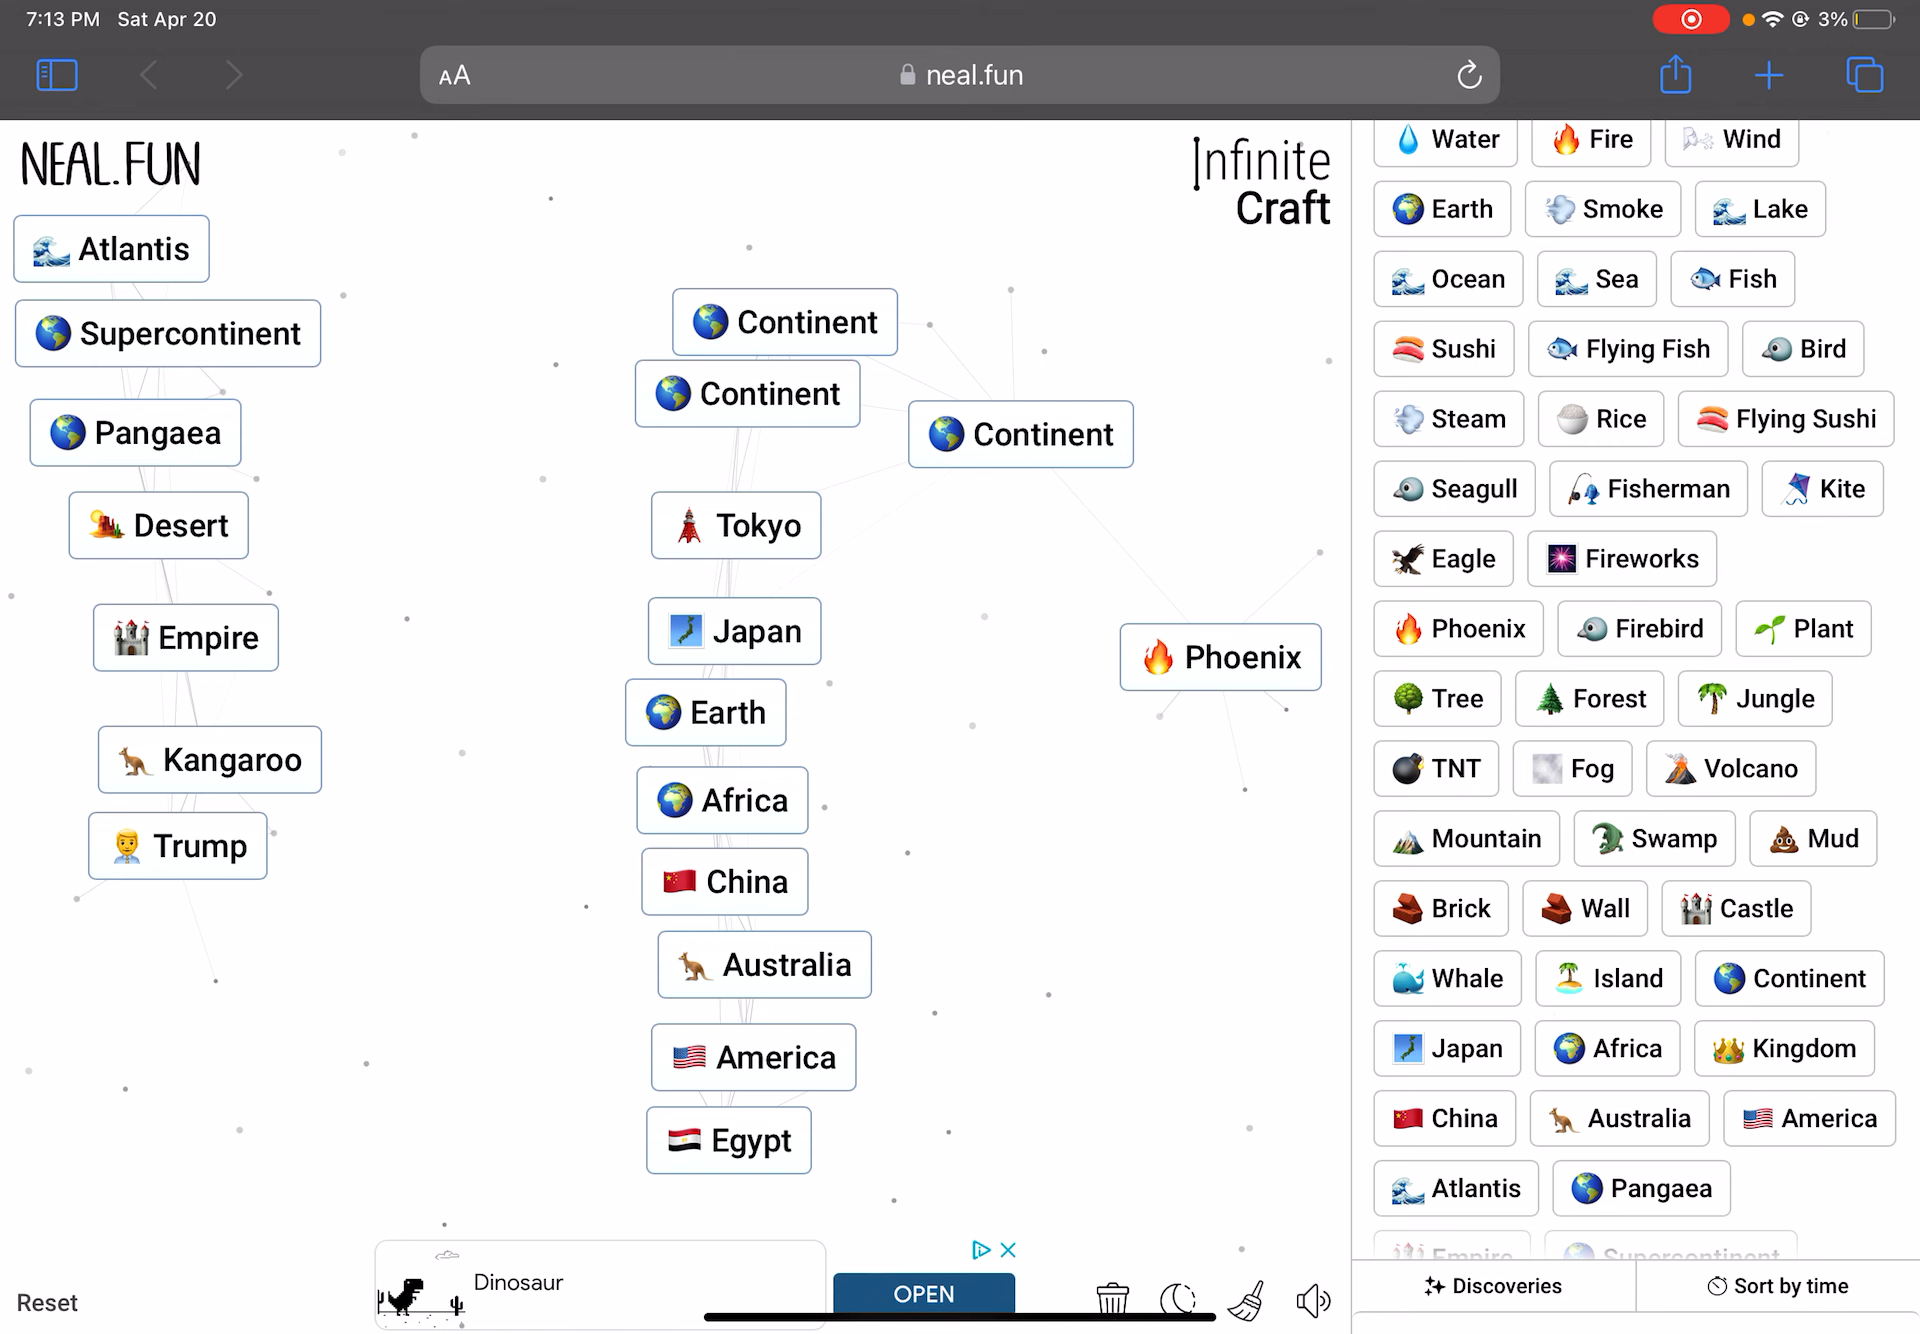 7:13 PM Sat Apr 20
3%
AA
neal.fun
NEAL.FUN
Infinite
Craft
Atlantis
Supercontinent
Pangaea
Desert
Empire
Kangaroo
Trump
Continent
Continent
Continent
Tokyo
Japan
Earth
Africa
China
Australia
America
Egypt
Phoenix
Water Fire Wind
Earth Smoke Lake
Ocean Sea Fish
Sushi Flying Fish Bird
Steam Rice Flying Sushi
Seagull Fisherman Kite
Eagle Fireworks
Phoenix Firebird Plant
Tree Forest Jungle
TNT Fog Volcano
Mountain Swamp Mud
Brick Wall Castle
Whale Island Continent
Japan Africa Kingdom
China Australia America
Atlantis Pangaea
Empire Supercontinent
Discoveries Sort by time
Reset
Dinosaur
OPEN